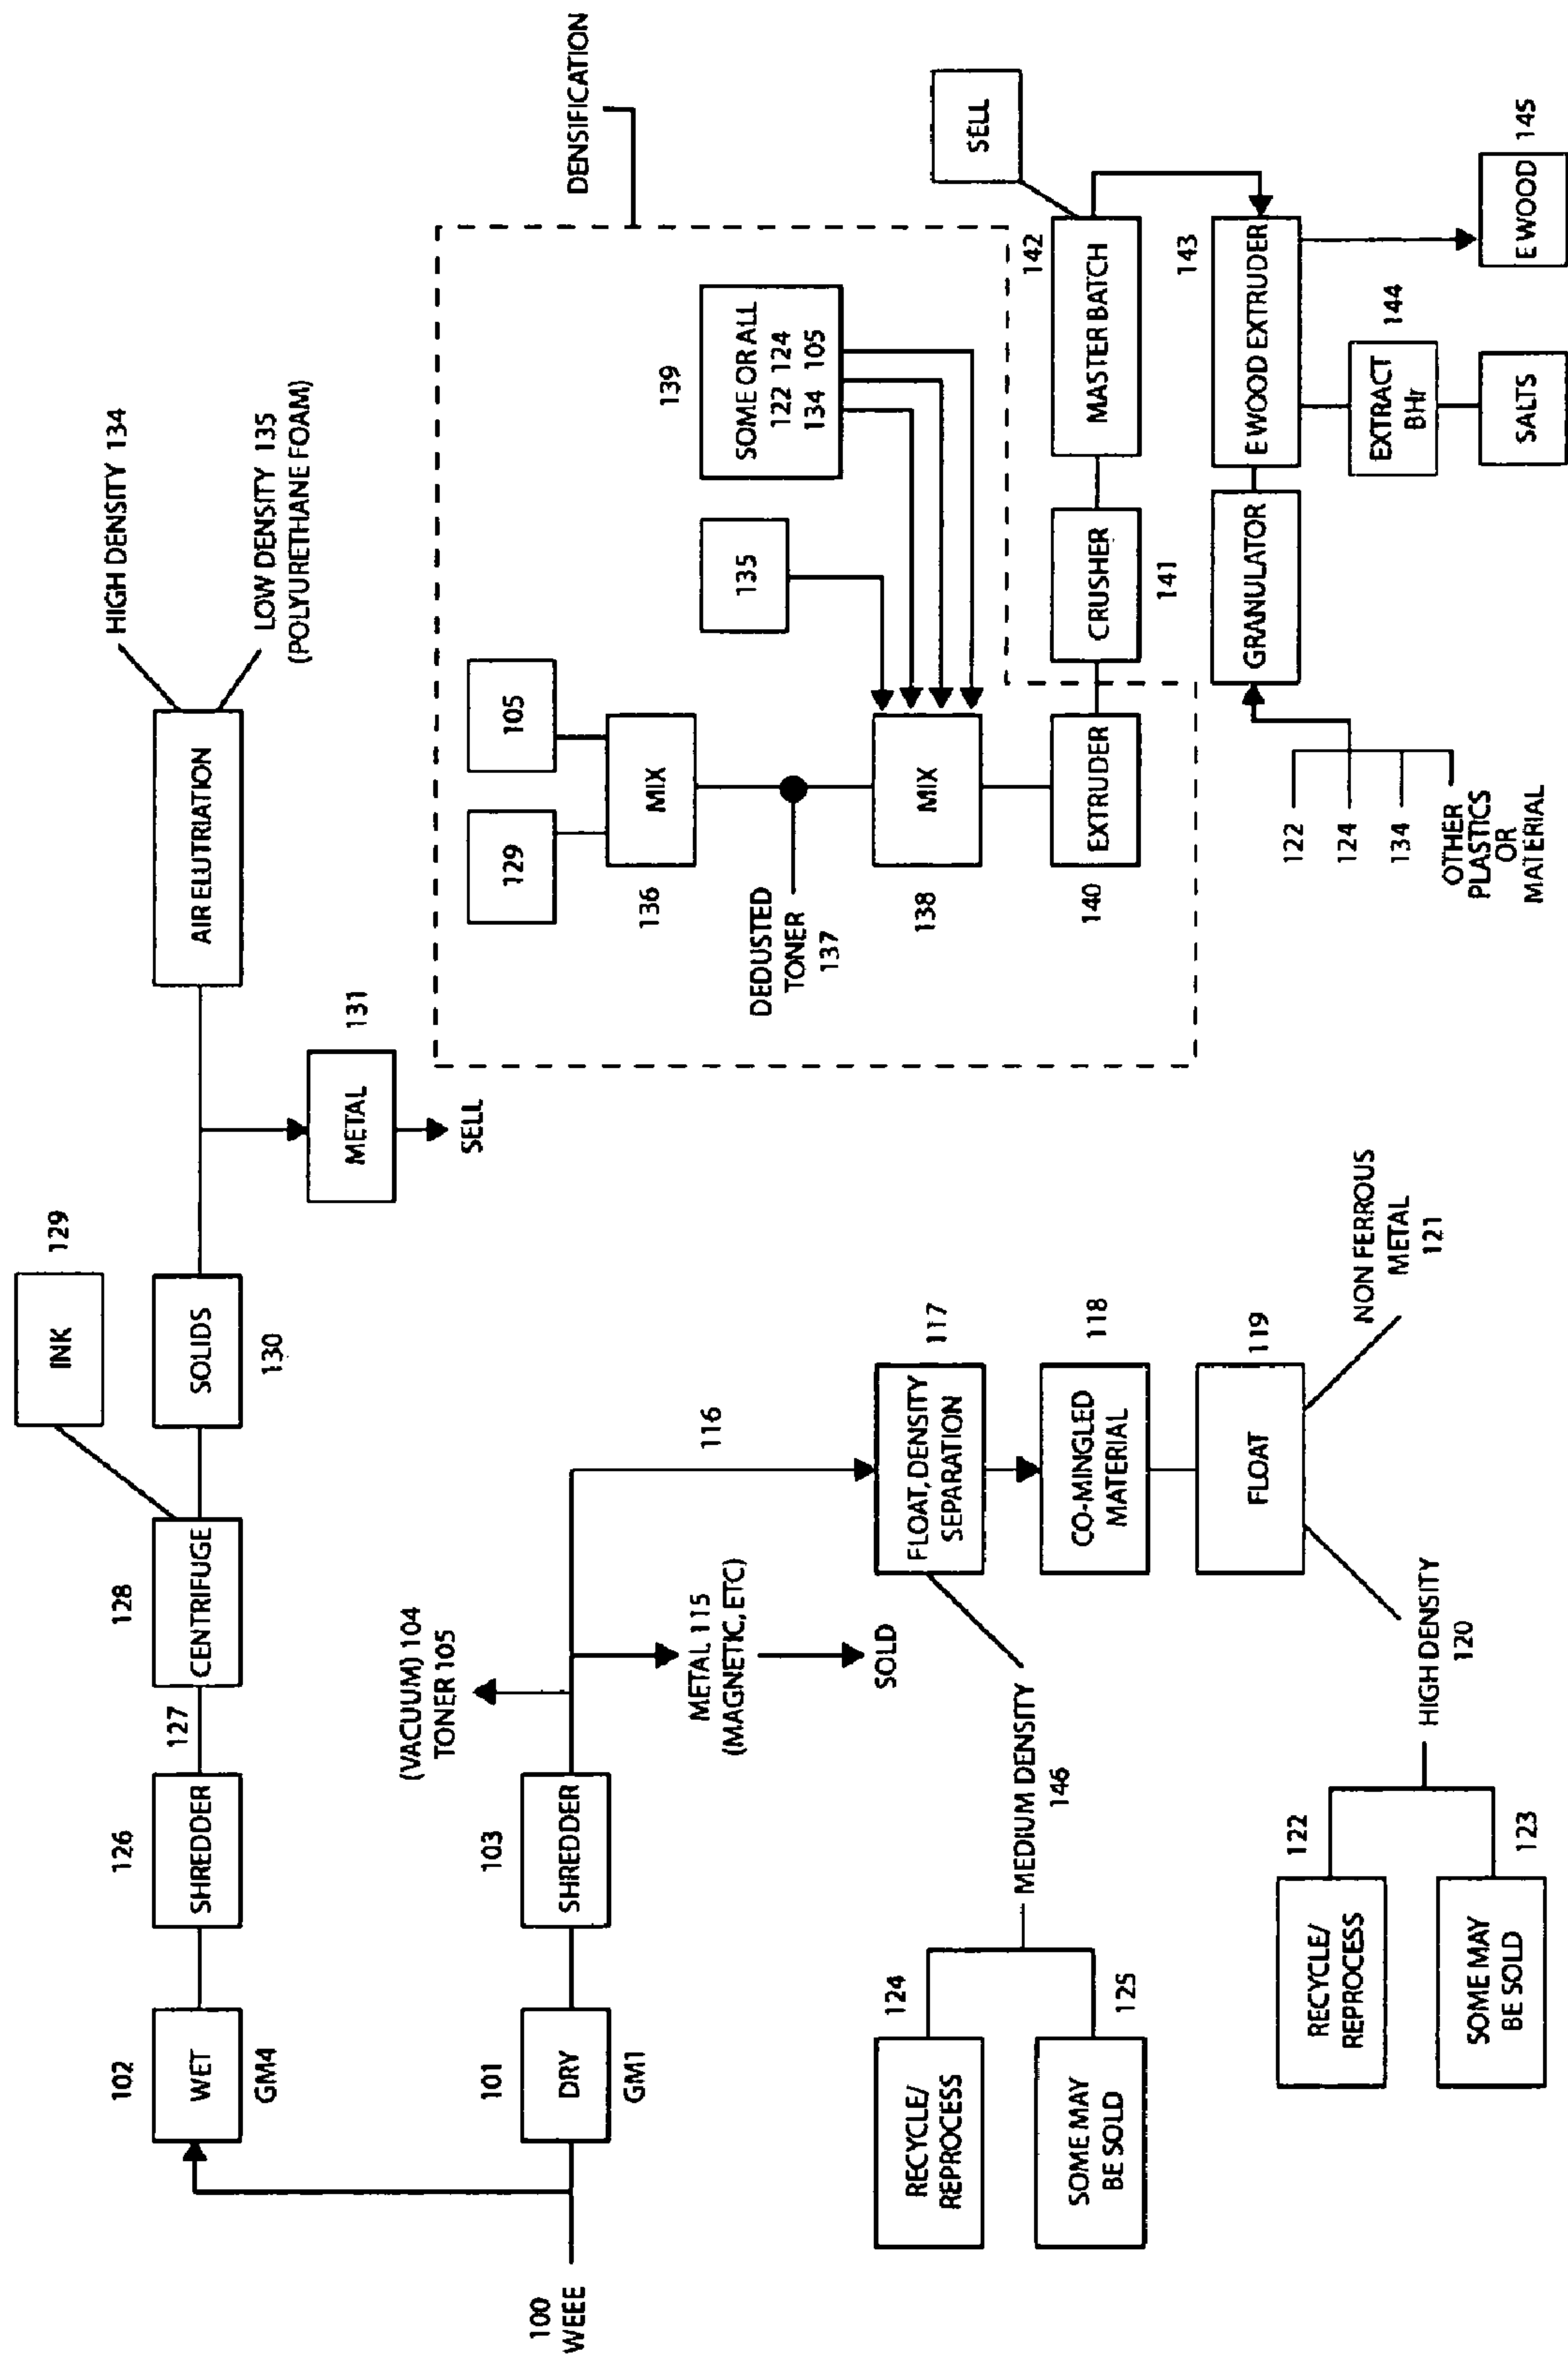 HIGH DENSITY 134
LOW DENSITY 135
(POLYURETHANE FOAM)
AIR ELUTRIATION
129
INK
131
METAL
SELL
SOLIDS
130
128
CENTRIFUGE
127
126
SHREDDER
102
WET
GM4
100
WEEE
101
DRY
GM1
103
SHREDDER
(VACUUM) 104
TONER 105
METAL 115
(MAGNETIC, ETC)
SOLD
116
FLOAT, DENSITY
SEPARATION
117
CO-MINGLED
MATERIAL
118
FLOAT
119
NON FERROUS
METAL
121
HIGH DENSITY
120
122
RECYCLE/
REPROCESS
SOME MAY
BE SOLD
123
MEDIUM DENSITY
146
124
RECYCLE/
REPROCESS
SOME MAY
BE SOLD
125
DENSIFICATION
129
105
MIX
136
DEDUSTED
TONER
137
135
139
SOME OR ALL
122 124
134 105
MIX
138
EXTRUDER
140
CRUSHER
141
MASTER BATCH
142
SELL
122
124
134
OTHER
PLASTICS
OR
MATERIAL
GRANULATOR
E WOOD EXTRUDER
143
EXTRACT
BHr
144
SALTS
E WOOD
145